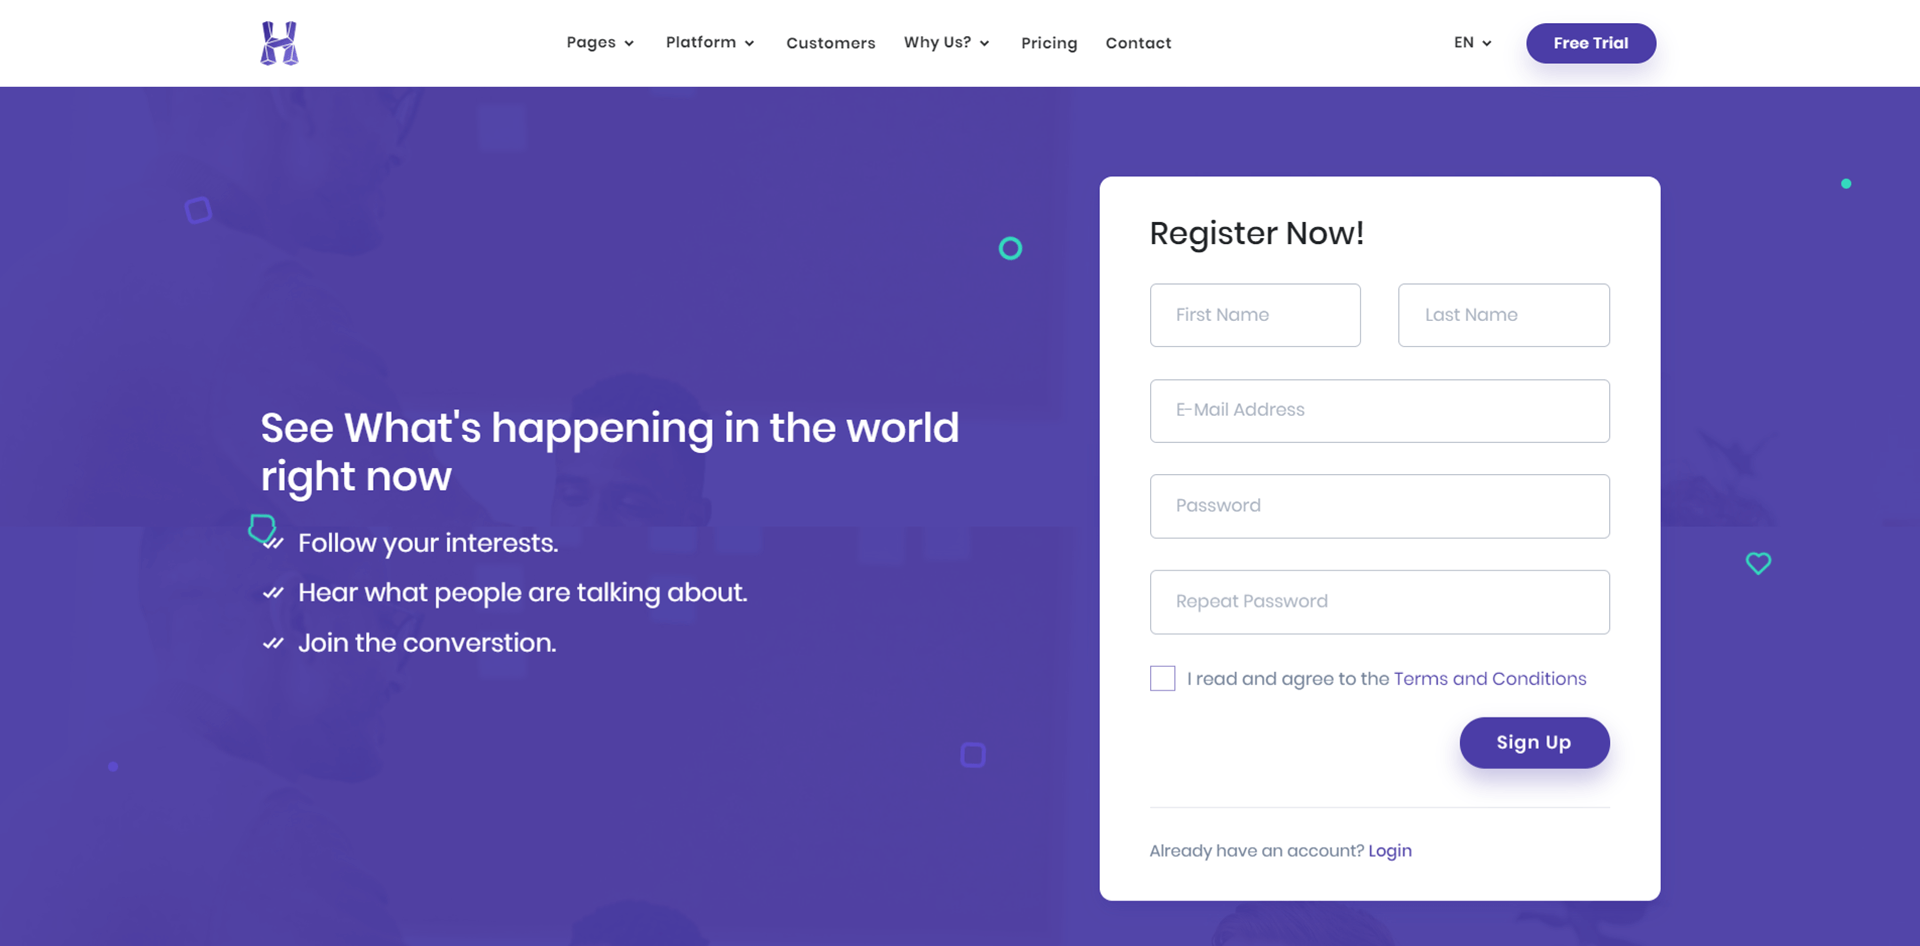 Pages
Platform
Customers
Why Us?
Pricing
Contact
EN
Free Trial
See What's happening in the world
right now
Follow your interests.
Hear what people are talking about.
Join the converstion.
Register Now!
First Name
Last Name
E-Mail Address
Password
Repeat Password
I read and agree to the Terms and Conditions
Sign Up
Already have an account? Login